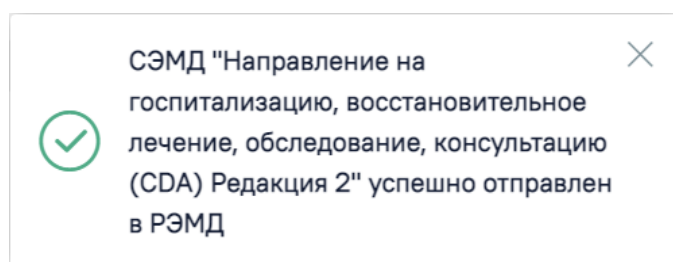 СЭМД "Направление на
госпитализацию, восстановительное
лечение, обследование, консультацию
(CDA) Редакция 2" успешно отправлен
в РЭМД